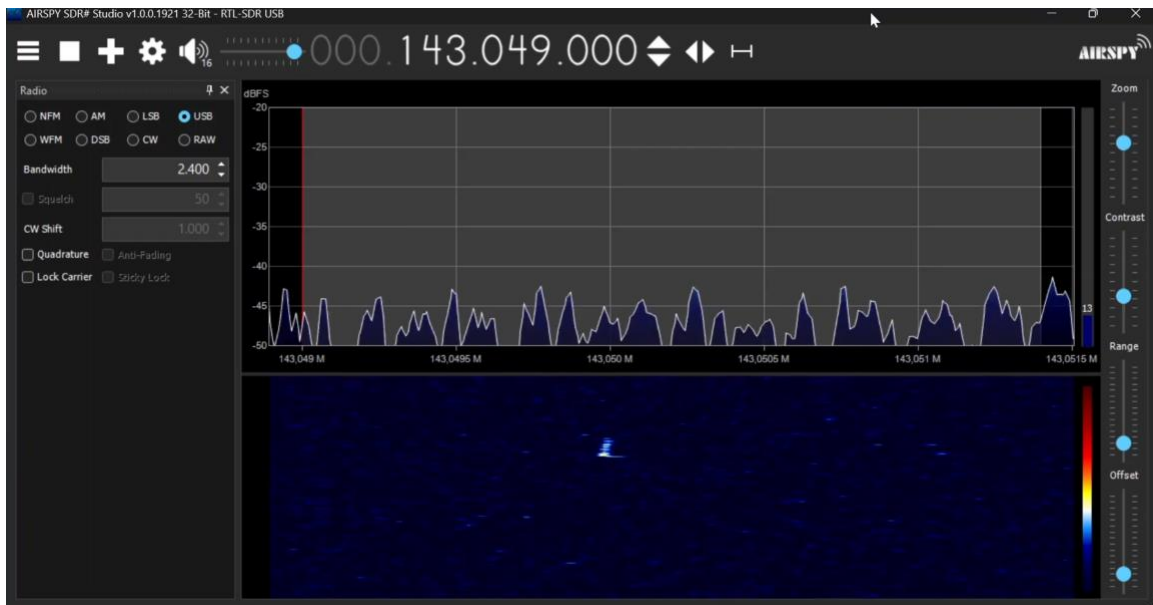 AIRSPY SDR# Studio v1.0.0.1921 32-Bit - RTL-SDR USB
16
000.143.049.000
AIRSPY
Radio
NFM AM LSB USB
WFM DSB CW RAW
Bandwidth 2.400
Squelch 50
CW Shift 1.000
Quadrature Anti-Fading
Lock Carrier Sticky Lock
dBFS
-20
-25
-30
-35
-40
-45
-50
13
143,049 M 143,0495 M 143,050 M 143,0505 M 143,051 M 143,0515 M
Zoom
Contrast
Range
Offset